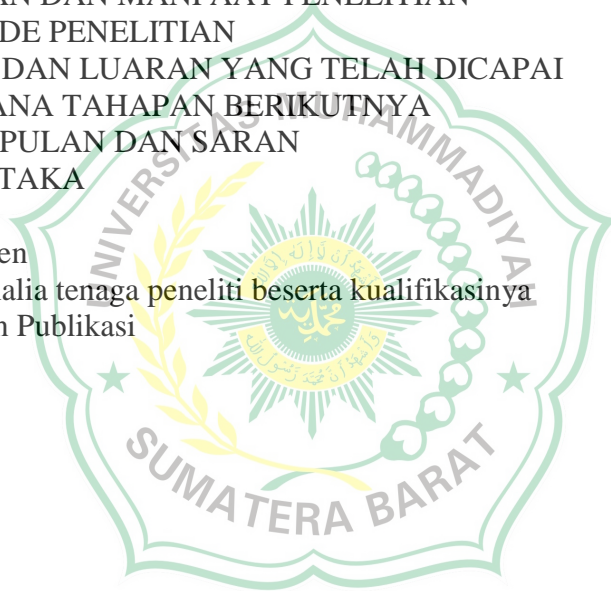 AN DAN MANFAAT PENELITIAN
DE PENELITIAN
DAN LUARAN YANG TELAH DICAPAI
ANA TAHAPAN BERIKUTNYA
PULAN DAN SARAN
TAKA
en
alia tenaga peneliti beserta kualifikasinya
n Publikasi
UNIVERSITAS MUHAMMADIYAH
محمدية
SUMATERA BARAT